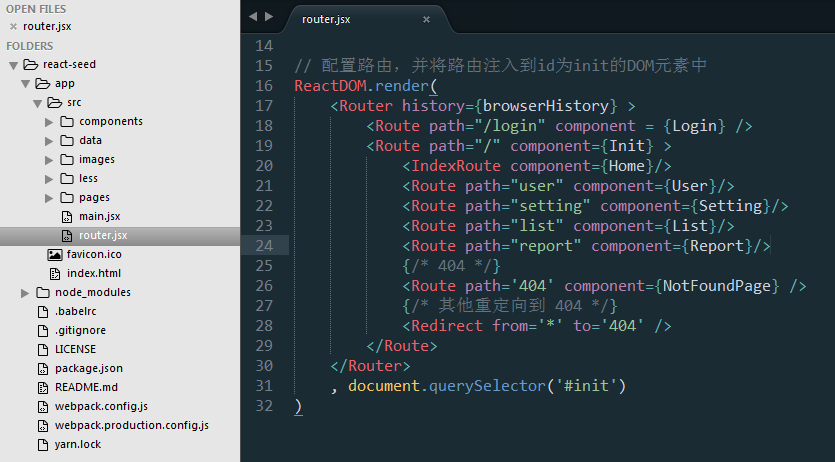 OPEN FILES
× router.jsx
FOLDERS
react-seed
app
src
components
data
images
less
pages
main.jsx
router.jsx
favicon.ico
index.html
node_modules
.babelrc
.gitignore
LICENSE
package.json
README.md
webpack.config.js
webpack.production.config.js
yarn.lock
router.jsx ×
14
15 // 配置路由，并将路由注入到id为init的DOM元素中
16 ReactDOM.render(
17 <Router history={browserHistory} >
18 <Route path="/login" component = {Login} />
19 <Route path="/" component={Init} >
20 <IndexRoute component={Home}/>
21 <Route path="user" component={User}/>
22 <Route path="setting" component={Setting}/>
23 <Route path="list" component={List}/>
24 <Route path="report" component={Report}/>
25 {/* 404 */}
26 <Route path='404' component={NotFoundPage} />
27 {/* 其他重定向到 404 */}
28 <Redirect from='*' to='404' />
29 </Route>
30 </Router>
31 , document.querySelector('#init')
32 )